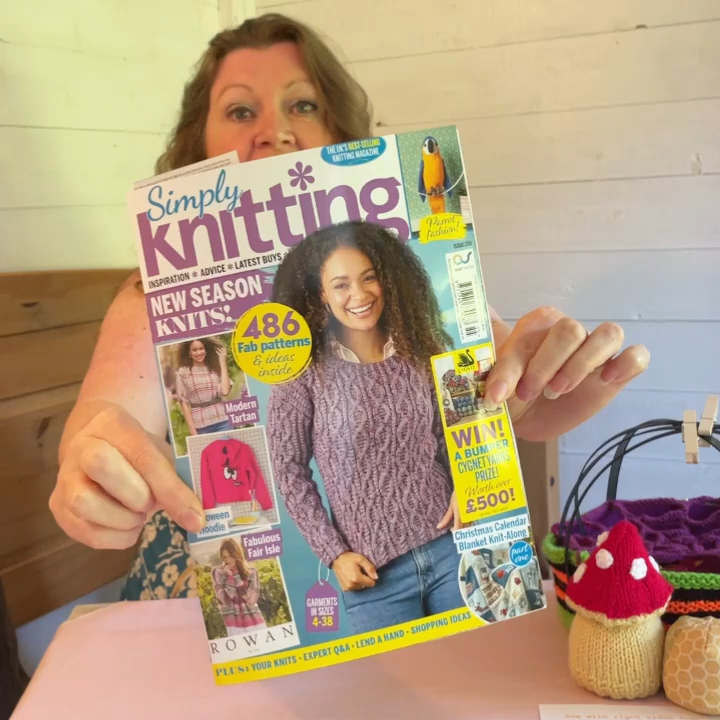 THE UK'S BEST-SELLING
KNITTING MAGAZINE
Simply
knitting
INSPIRATION * ADVICE * LATEST BUYS
Parrot
fashion!
NEW SEASON
KNITS!
486
Fab patterns
& ideas
inside
Modern
Tartan
WIN!
A BUMPER
CYGNET YARNS
PRIZE!
Worth over
£500!
Fabulous
Fair Isle
Christmas Calendar
Blanket Knit-Along
part
one
GARMENTS
IN SIZES
4-38
ROWAN
PLUS: YOUR KNITS • EXPERT Q&A • LEND A HAND • SHOPPING IDEAS